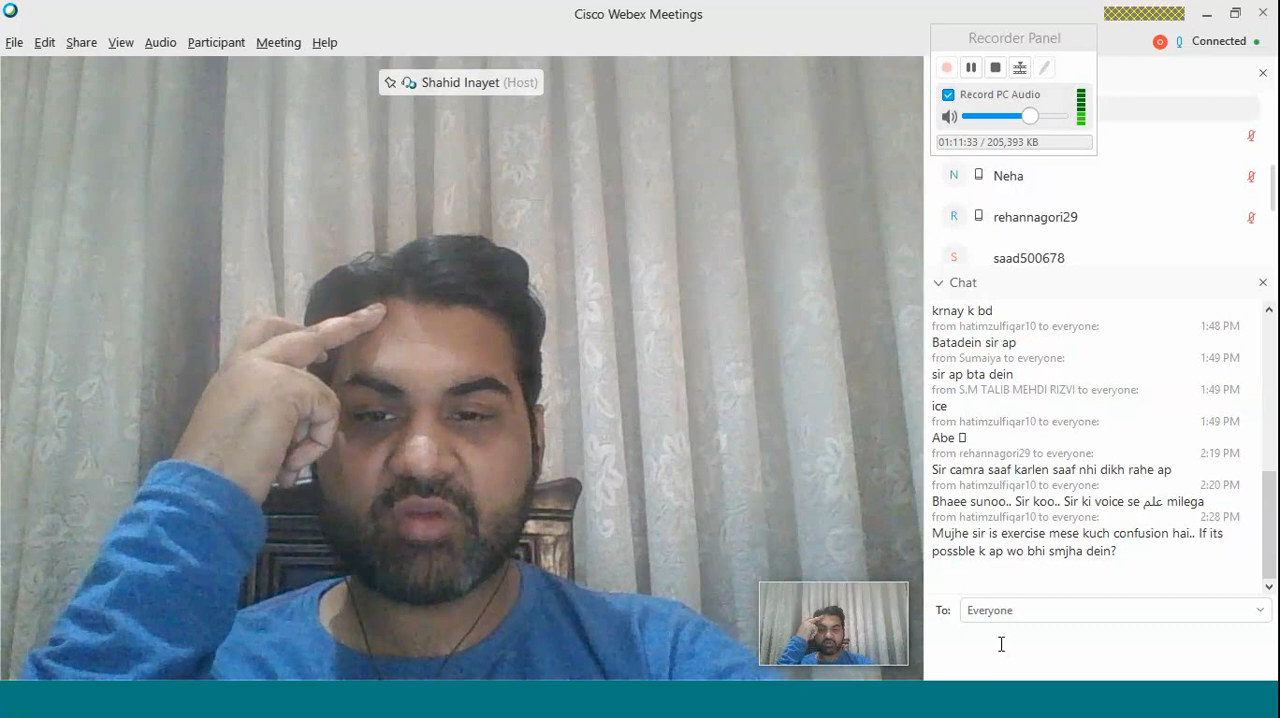 Cisco Webex Meetings
File Edit Share View Audio Participant Meeting Help
Connected
Recorder Panel
Record PC Audio
01:11:33 / 205,393 KB
Shahid Inayet (Host)
N Neha
R rehannagori29
S saad500678
Chat
krnay k bd
from hatimzulfiqar10 to everyone: 1:48 PM
Batadein sir ap
from Sumaiya to everyone: 1:49 PM
sir ap bta dein
from S.M TALIB MEHDI RIZVI to everyone: 1:49 PM
ice
from hatimzulfiqar10 to everyone: 1:49 PM
Abe
from rehannagori29 to everyone: 2:19 PM
Sir camra saaf karlen saaf nhi dikh rahe ap
from hatimzulfiqar10 to everyone: 2:20 PM
Bhaee sunoo.. Sir koo.. Sir ki voice se علم milega
from hatimzulfiqar10 to everyone: 2:28 PM
Mujhe sir is exercise mese kuch confusion hai.. If its
possble k ap wo bhi smjha dein?
To: Everyone